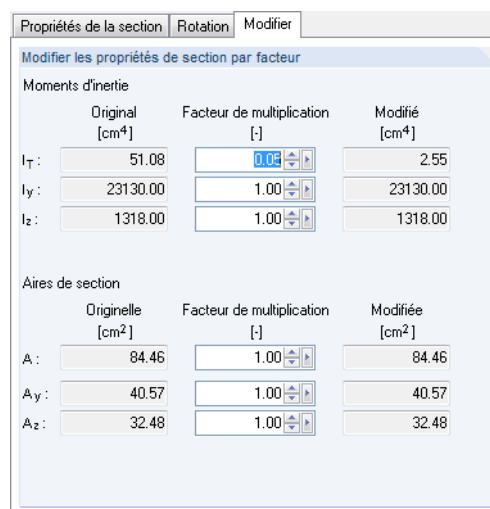 Propriétés de la section Rotation Modifier
Modifier les propriétés de section par facteur
Moments d'inertie
Original Facteur de multiplication Modifié
[cm⁴] [-] [cm⁴]
I_T : 51.08 0.05 2.55
I_y : 23130.00 1.00 23130.00
I_z : 1318.00 1.00 1318.00
Aires de section
Originelle Facteur de multiplication Modifiée
[cm²] [-] [cm²]
A : 84.46 1.00 84.46
A_y : 40.57 1.00 40.57
A_z : 32.48 1.00 32.48